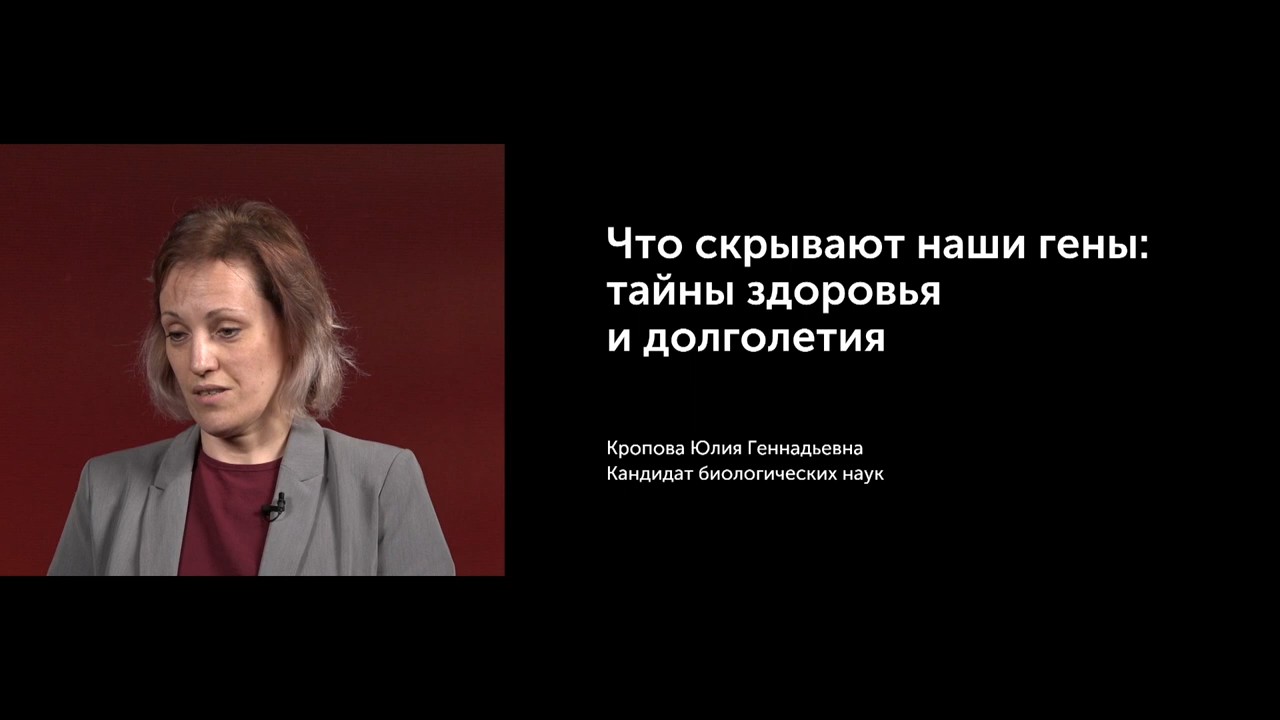 Что скрывают наши гены:
тайны здоровья
и долголетия
Кропова Юлия Геннадьевна
Кандидат биологических наук